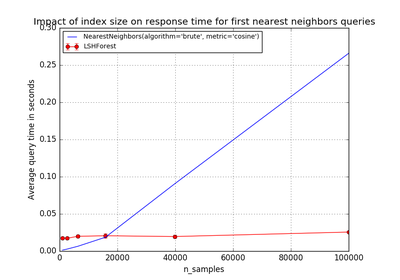 Impact of index size on response time for first nearest neighbors queries
NearestNeighbors(algorithm='brute', metric='cosine')
LSHForest
Average query time in seconds
0.30
0.25
0.20
0.15
0.10
0.05
0.00
0
20000
40000
60000
80000
100000
n_samples